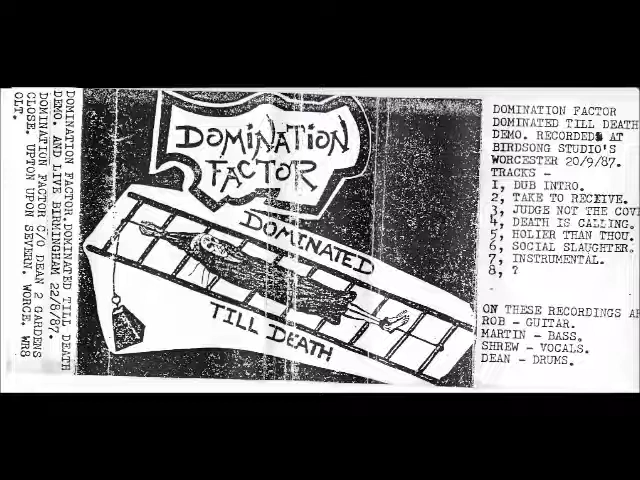 DOMINATION FACTOR.DOMINATED TILL DEATH
DEMO. AND LIVE BIRMINGHAM 22/8/87.
DOMINATION FACTOR C/O DEAN 2 GARDENS
CLOSE. UPTON UPON SEVERN. WORCE. WR8
OLT.
DOMINATION
FACTOR
DOMINATED
TILL DEATH
DOMINATION FACTOR
DOMINATED TILL DEATH
DEMO. RECORDED AT
BIRDSONG STUDIO'S
WORCESTER 20/9/87.
TRACKS -
1, DUB INTRO.
2, TAKE TO RECEIVE.
3, JUDGE NOT THE COV
4, DEATH IS CALLING.
5, HOLIER THAN THOU.
6, SOCIAL SLAUGHTER.
7, INSTRUMENTAL.
8, ?
ON THESE RECORDINGS AR
ROB - GUITAR.
MARTIN - BASS.
SHREW - VOCALS.
DEAN - DRUMS.